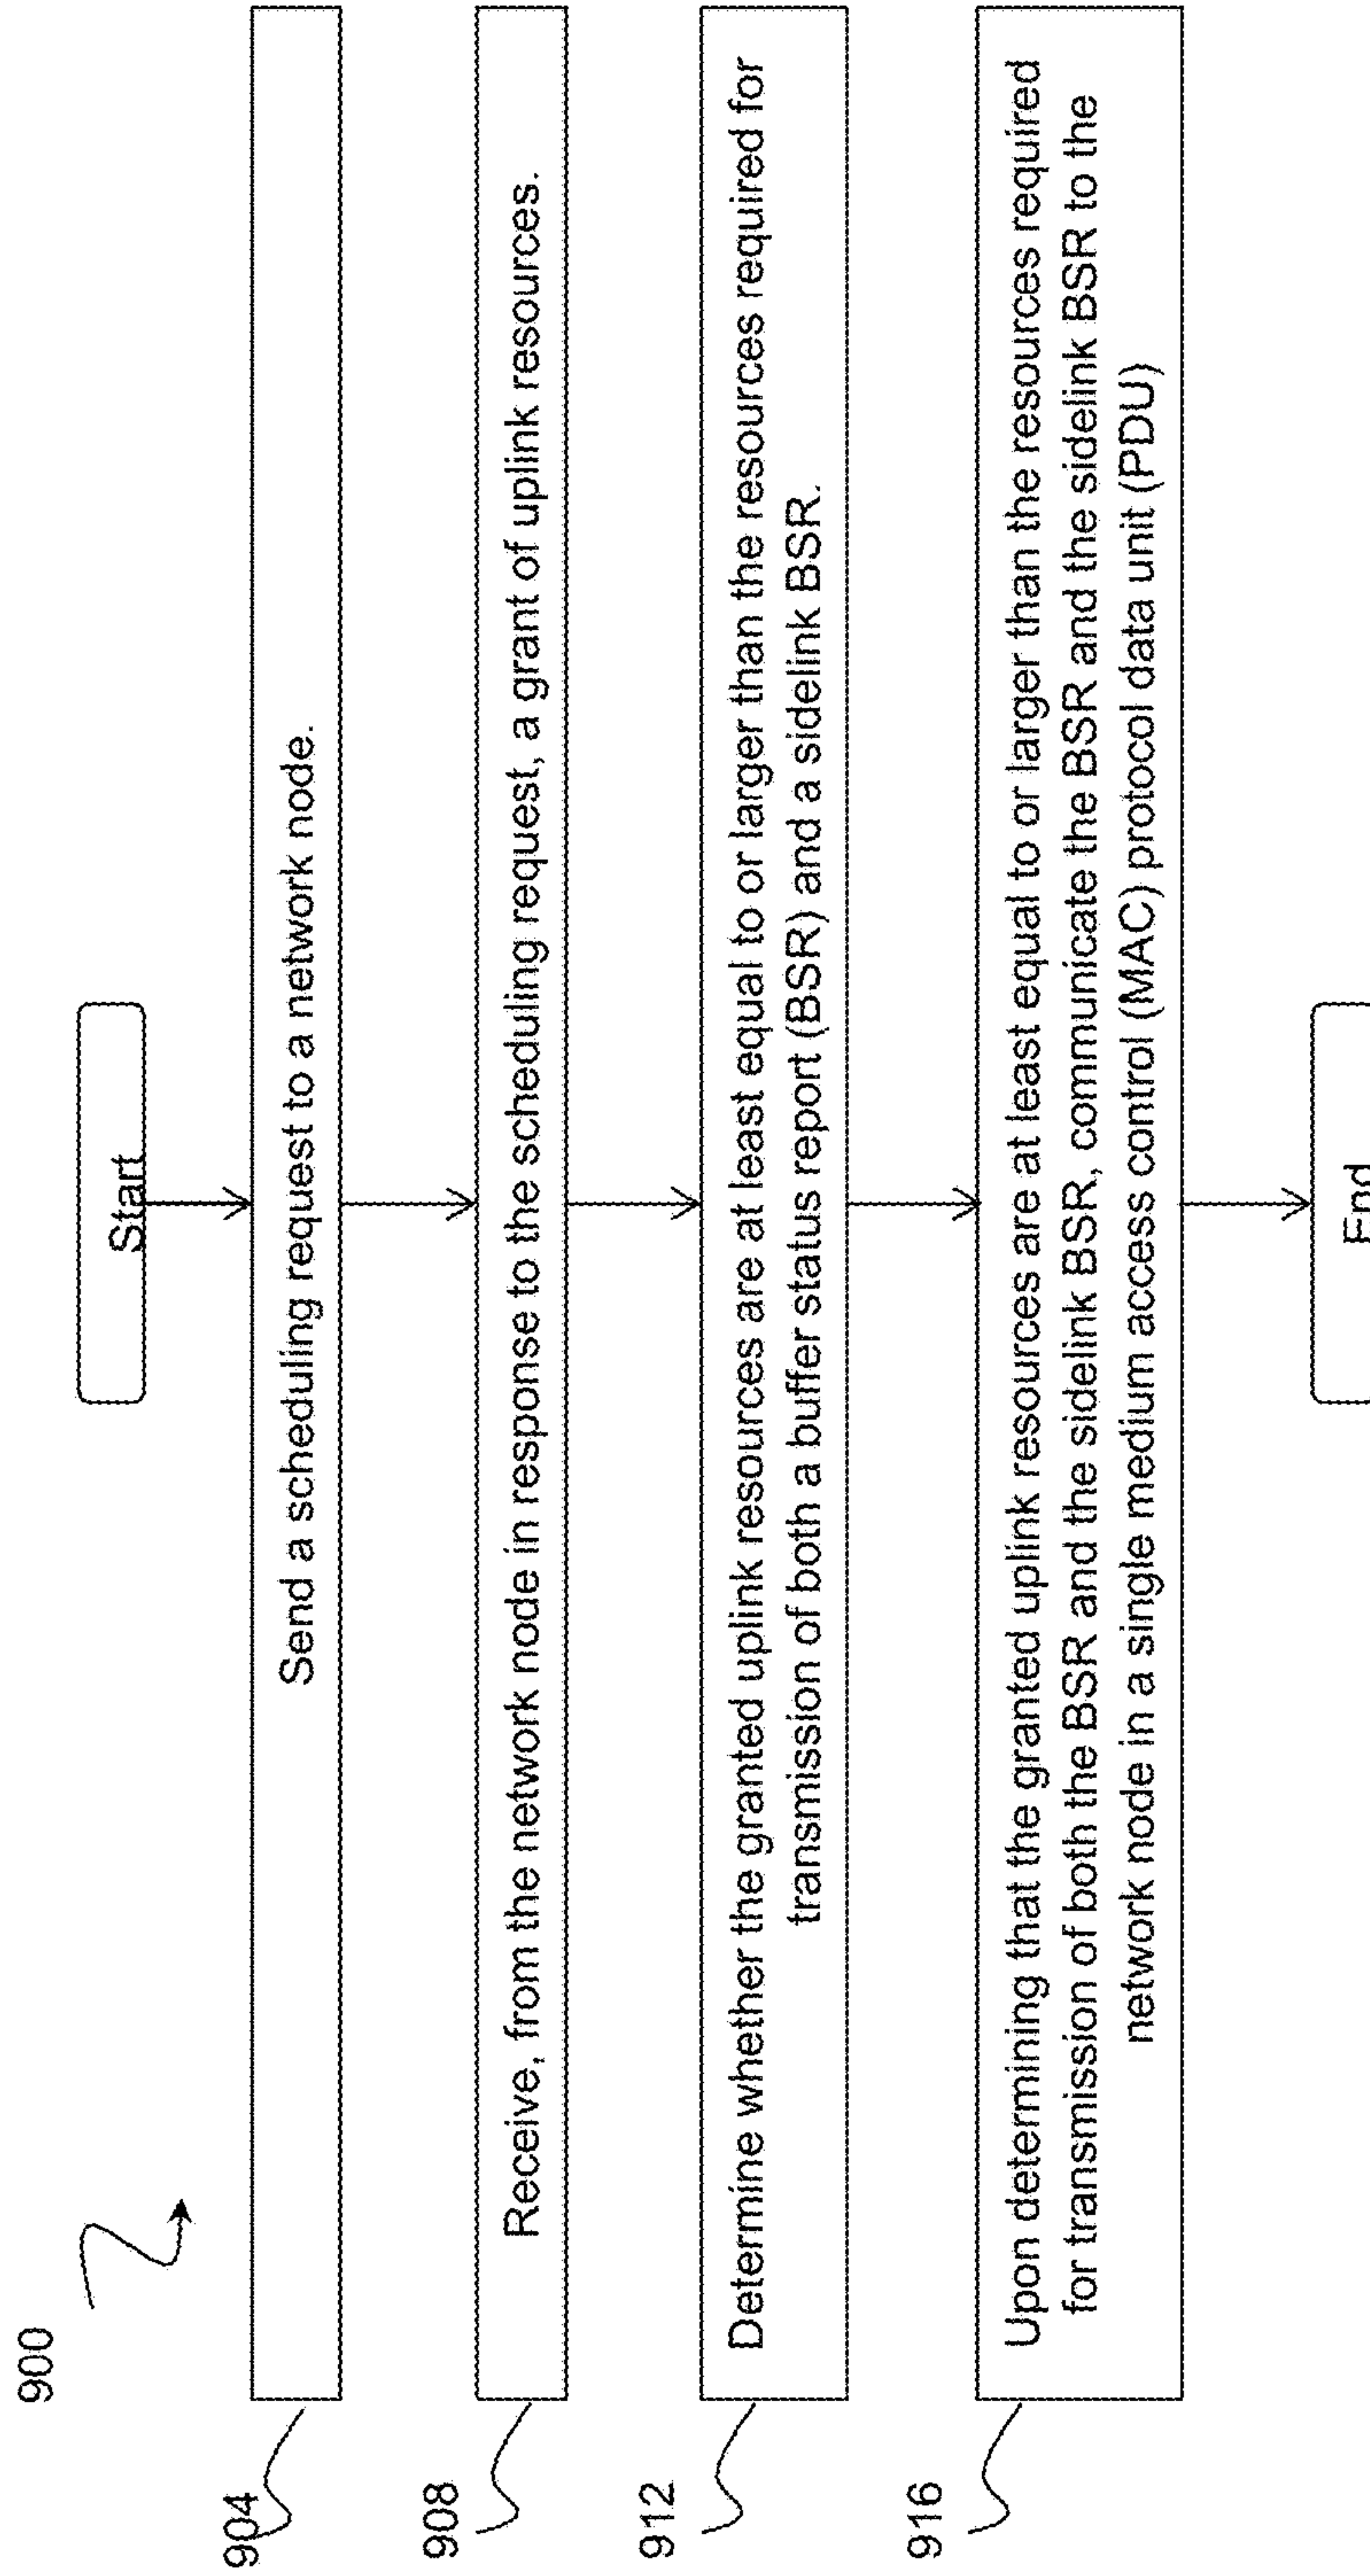 900
Start
904
Send a scheduling request to a network node.
908
Receive, from the network node in response to the scheduling request, a grant of uplink resources.
912
Determine whether the granted uplink resources are at least equal to or larger than the resources required for
transmission of both a buffer status report (BSR) and a sidelink BSR.
916
Upon determining that the granted uplink resources are at least equal to or larger than the resources required
for transmission of both the BSR and the sidelink BSR, communicate the BSR and the sidelink BSR to the
network node in a single medium access control (MAC) protocol data unit (PDU)
End